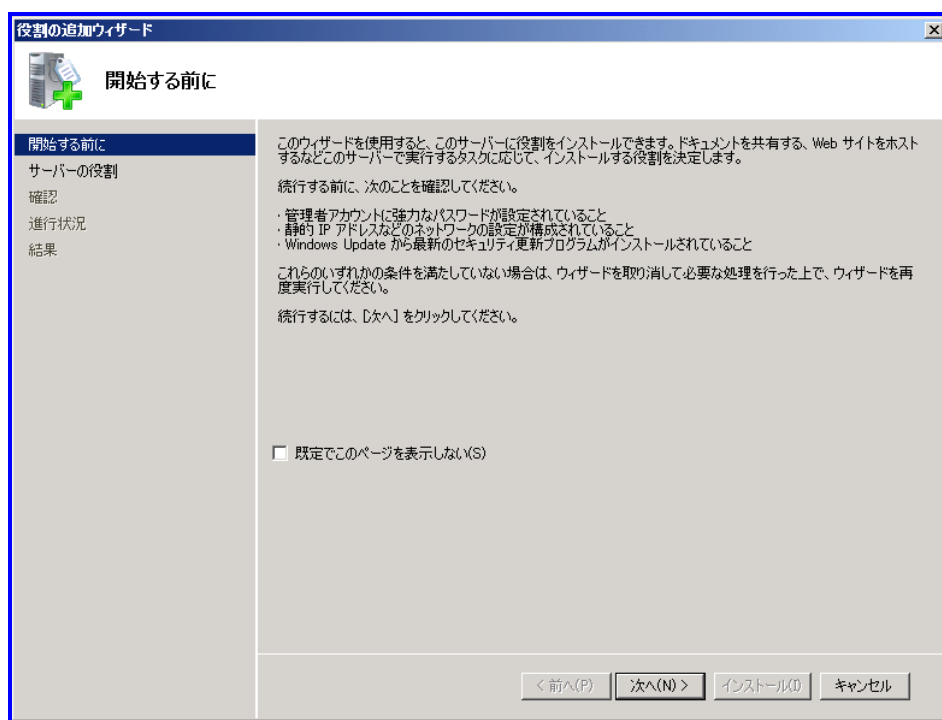 役割の追加ウィザード
開始する前に
開始する前に
サーバーの役割
確認
進行状況
結果
このウィザードを使用すると、このサーバーに役割をインストールできます。ドキュメントを共有する、Web サイトをホスト
するなどこのサーバーで実行するタスクに応じて、インストールする役割を決定します。
続行する前に、次のことを確認してください。
・管理者アカウントに強力なパスワードが設定されていること
・静的 IP アドレスなどのネットワークの設定が構成されていること
・Windows Update から最新のセキュリティ更新プログラムがインストールされていること
これらのいずれかの条件を満たしていない場合は、ウィザードを取り消して必要な処理を行った上で、ウィザードを再
度実行してください。
続行するには、[次へ] をクリックしてください。
既定でこのページを表示しない(S)
< 前へ(P)
次へ(N) >
インストール(I)
キャンセル